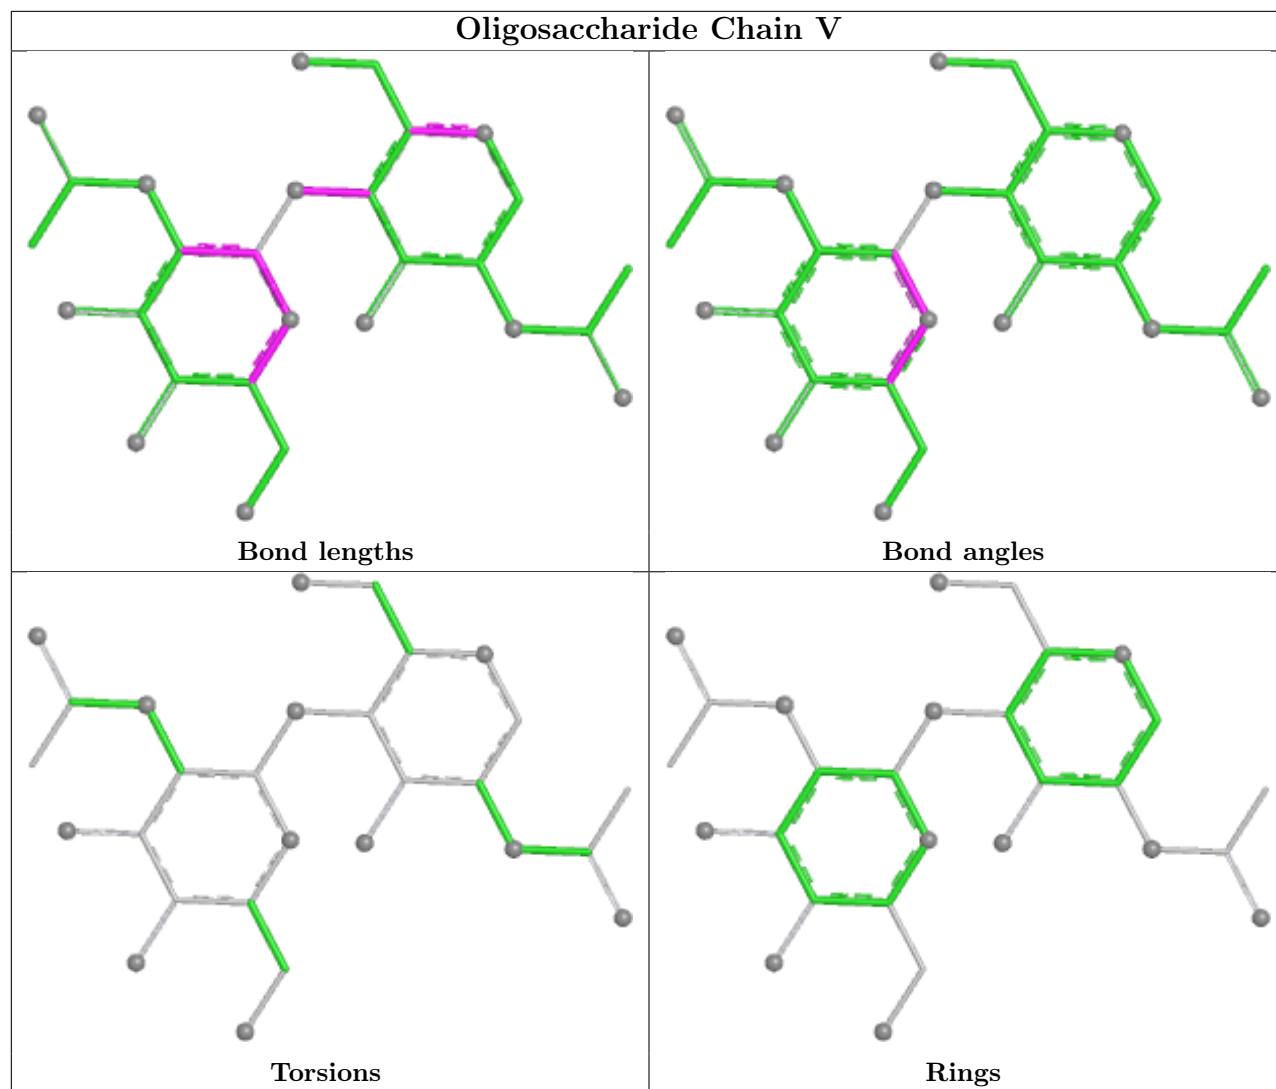 Oligosaccharide Chain V
Bond lengths
Bond angles
Torsions
Rings